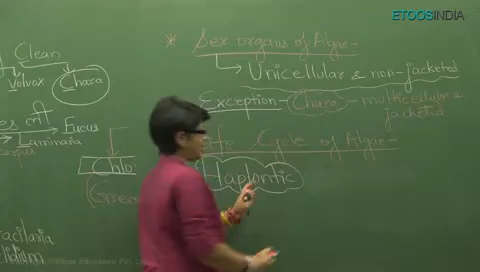 ETOOSINDIA
Clean
Volvox Chara
Fucus
Laminaria
* Sex organs of Algae-
Unicellular & non-jacketed
Exception - Chara - multicellular &
jacketed
Cycle of Algae-
Haplontic